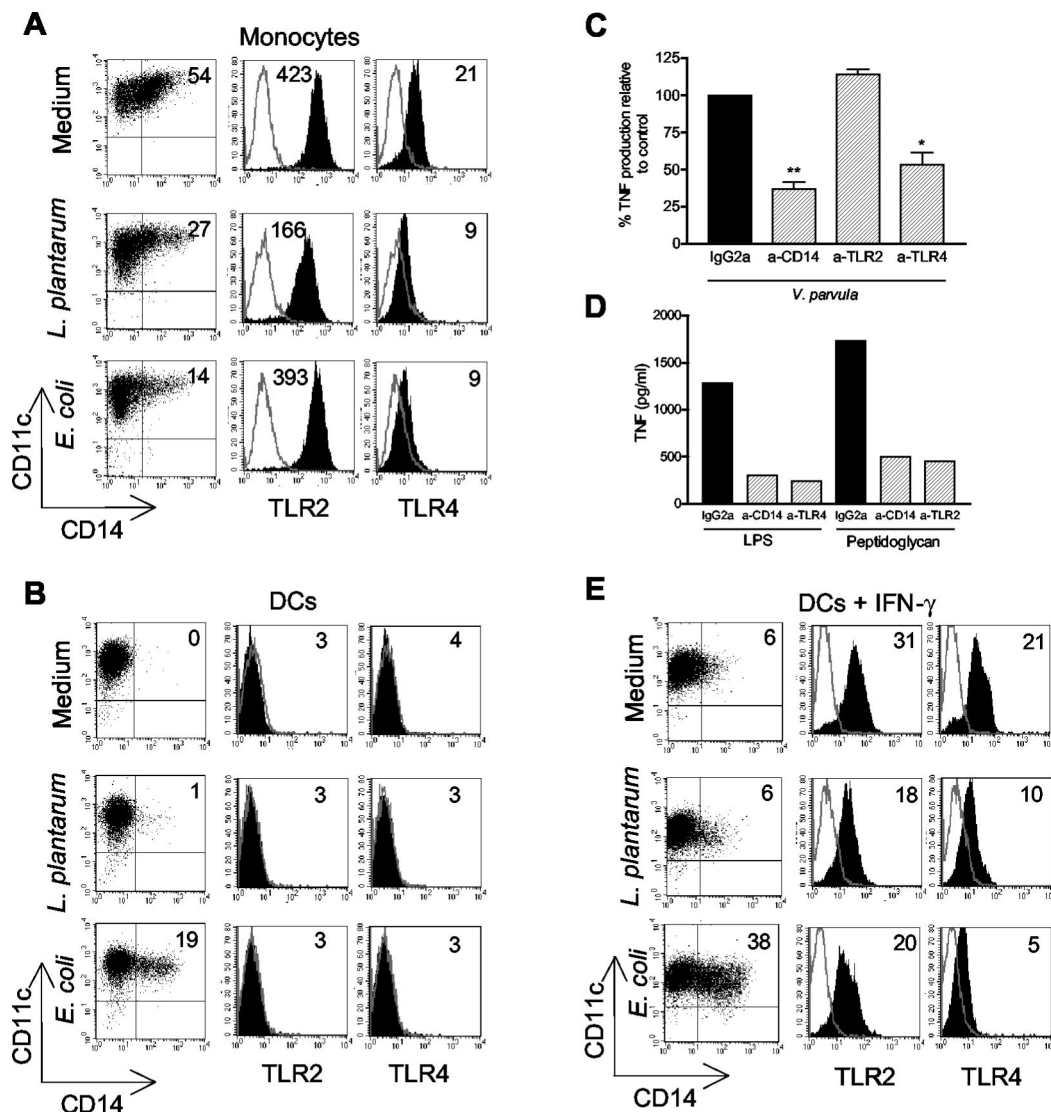 A
Monocytes
Medium
54
423
21
L. plantarum
27
166
9
E. coli
14
393
9
CD11c
CD14
TLR2
TLR4
C
% TNF production relative
to control
125
100
75
50
25
0
**
*
IgG2a a-CD14 a-TLR2 a-TLR4
V. parvula
D
TNF (pg/ml)
2000
1500
1000
500
0
IgG2a a-CD14 a-TLR4 IgG2a a-CD14 a-TLR2
LPS Peptidoglycan
B
DCs
Medium
0
3
4
L. plantarum
1
3
3
E. coli
19
3
3
CD11c
CD14
TLR2
TLR4
E
DCs + IFN-γ
Medium
6
31
21
L. plantarum
6
18
10
E. coli
38
20
5
CD11c
CD14
TLR2
TLR4